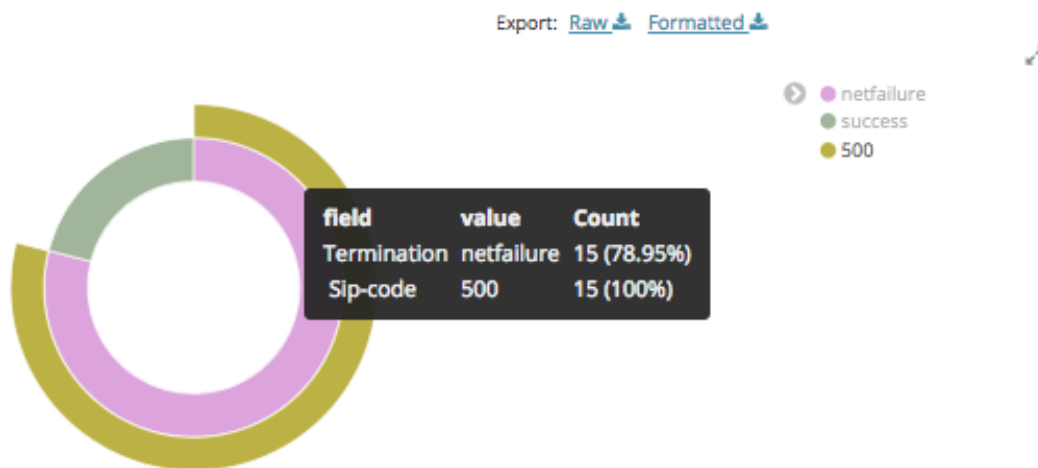 Export: Raw Formatted
netfailure
success
500
field value Count
Termination netfailure 15 (78.95%)
Sip-code 500 15 (100%)